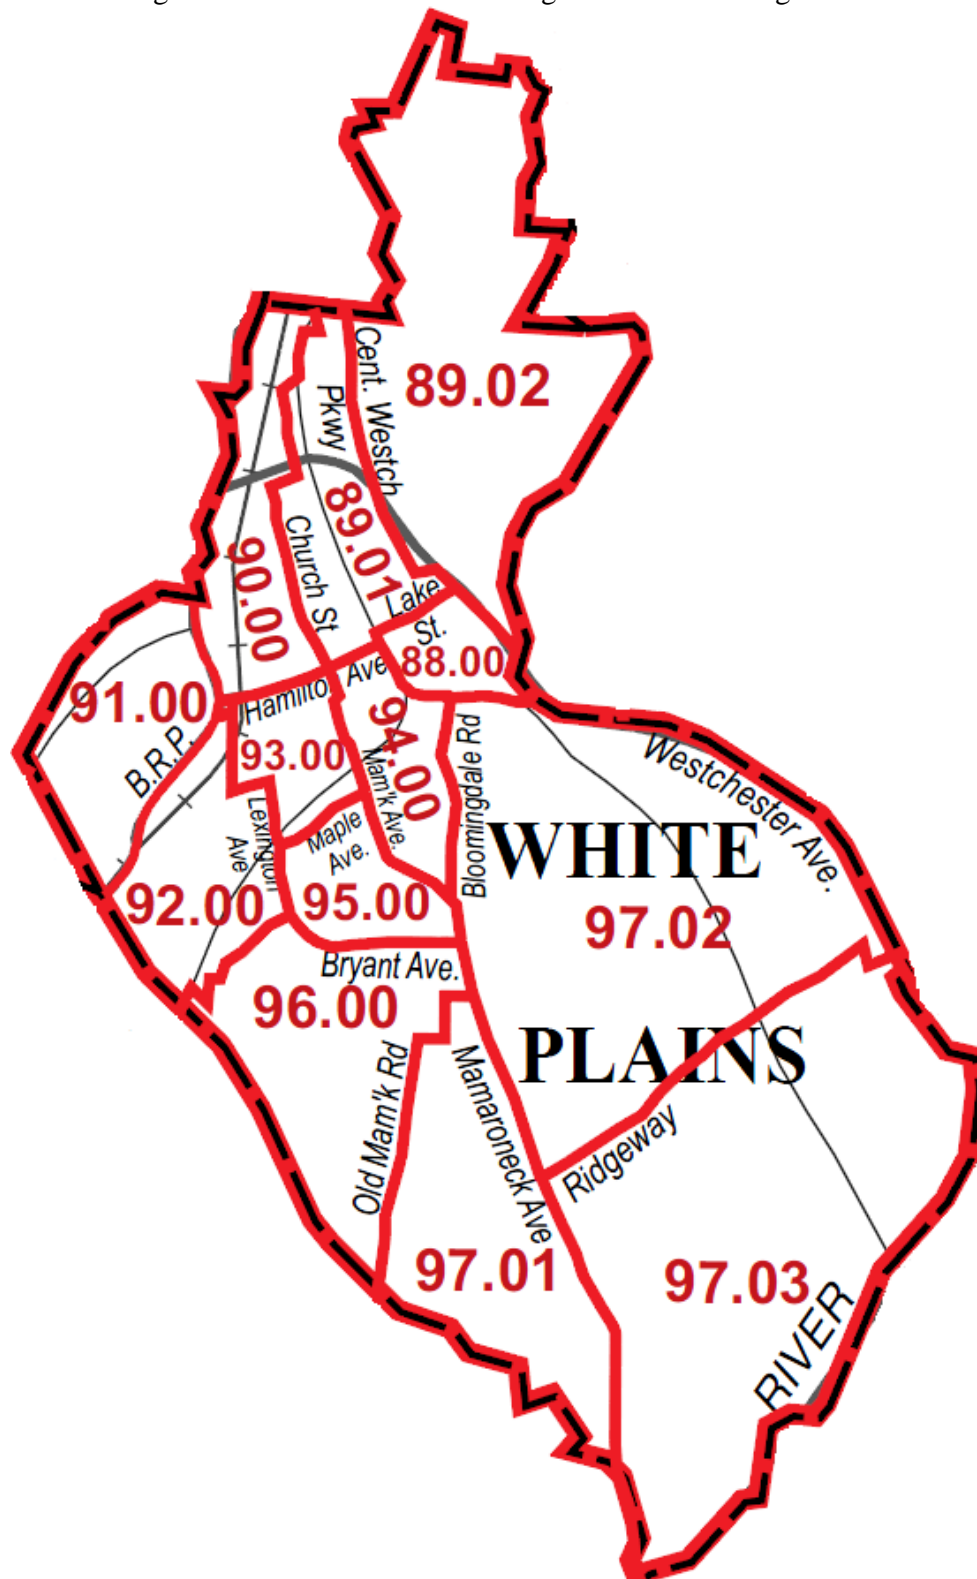 89.02
Cent. Westch
Pkwy
89.01
Church St
90.00
Lake
St.
88.00
Hamilton Ave
91.00
B.R.P.
93.00
94.00
Mam'k Ave.
Bloomingdale Rd
Westchester Ave.
Lexington
Ave
Maple
Ave.
WHITE
92.00
95.00
97.02
Bryant Ave.
96.00
PLAINS
Old Mam'k Rd
Mamaroneck Ave
Ridgeway
97.01
97.03
RIVER